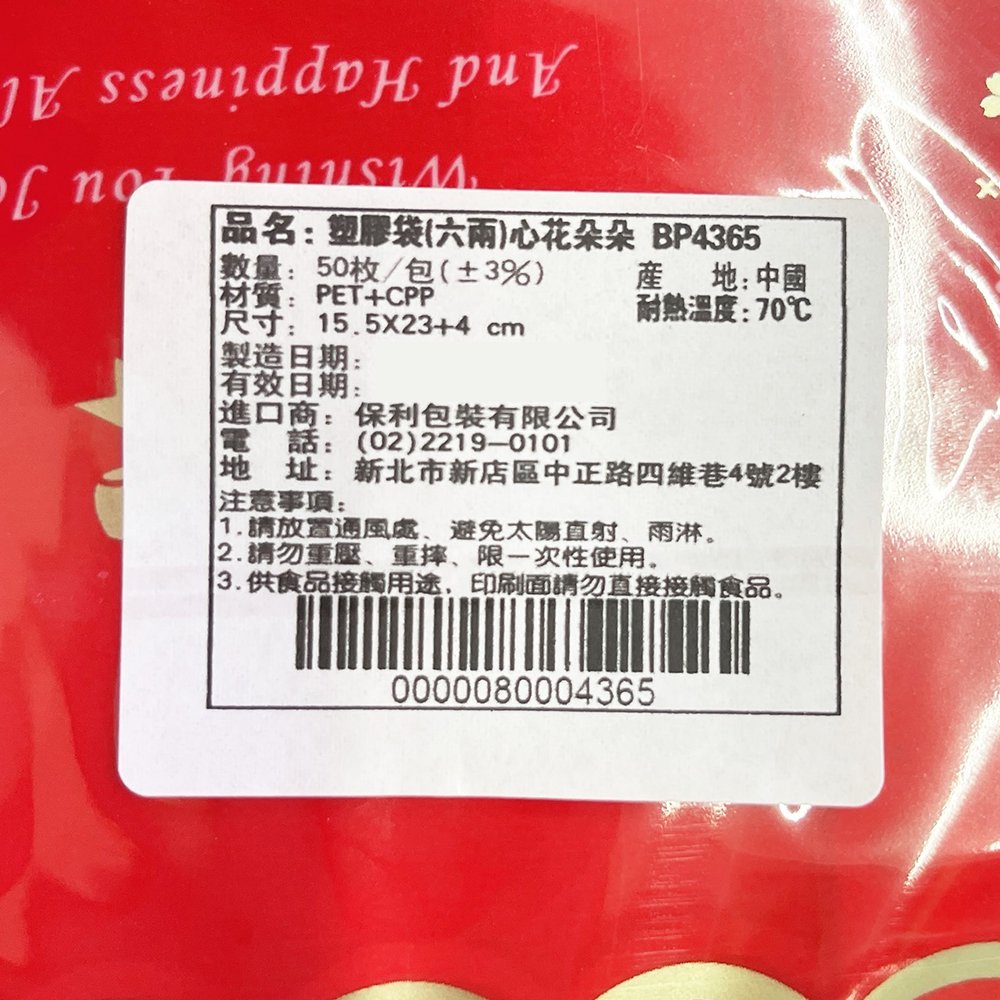 And Happiness Al
Wishing You Jo
品名: 塑膠袋(六兩)心花朵朵 BP4365
數量: 50枚/包(±3%)
產 地:中國
材質: PET+CPP
耐熱溫度:70℃
尺寸: 15.5X23+4 cm
製造日期:
有效日期:
進口商: 保利包裝有限公司
電 話: (02)2219-0101
地 址: 新北市新店區中正路四維巷4號2樓
注意事項:
1.請放置通風處、避免太陽直射、雨淋。
2.請勿重壓、重摔、限一次性使用。
3.供食品接觸用途，印刷面請勿直接接觸食品。
0000080004365